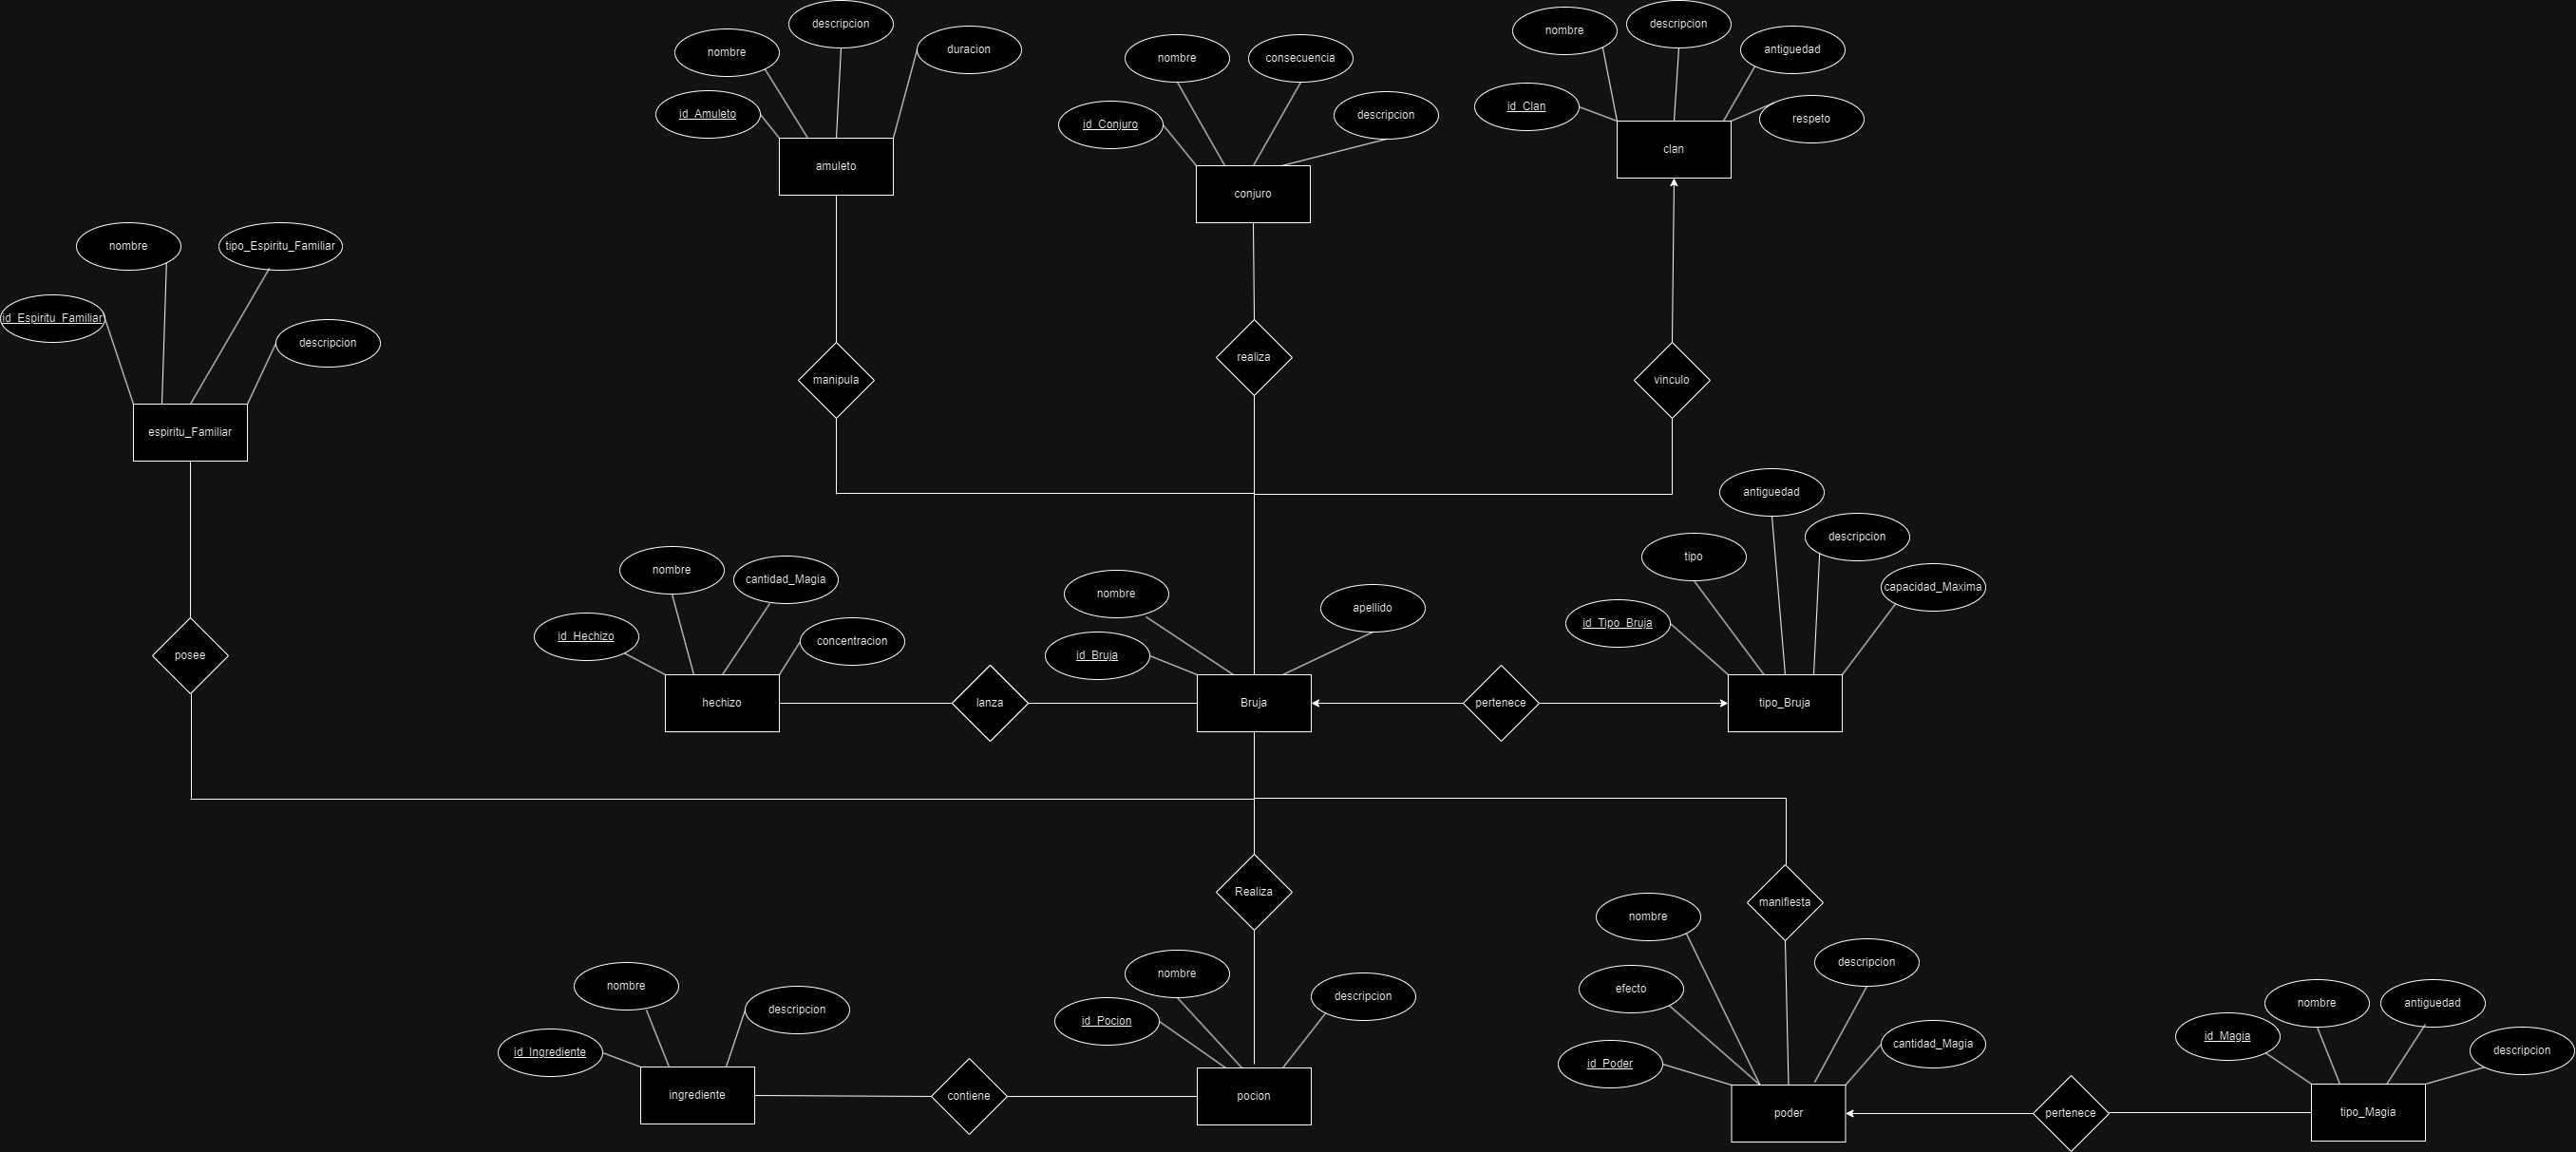 descripcion
nombre
duracion
id_Amuleto
amuleto
nombre
consecuencia
descripcion
id_Conjuro
conjuro
nombre
descripcion
antiguedad
id_Clan
respeto
clan
nombre
tipo_Espiritu_Familiar
id_Espiritu_Familiar
descripcion
espiritu_Familiar
manipula
realiza
vinculo
posee
nombre
cantidad_Magia
id_Hechizo
concentracion
hechizo
lanza
nombre
apellido
id_Bruja
Bruja
pertenece
antiguedad
tipo
descripcion
capacidad_Maxima
id_Tipo_Bruja
tipo_Bruja
Realiza
manifiesta
nombre
descripcion
id_Ingrediente
ingrediente
contiene
nombre
id_Pocion
descripcion
pocion
nombre
efecto
descripcion
id_Poder
cantidad_Magia
poder
pertenece
nombre
antiguedad
id_Magia
descripcion
tipo_Magia